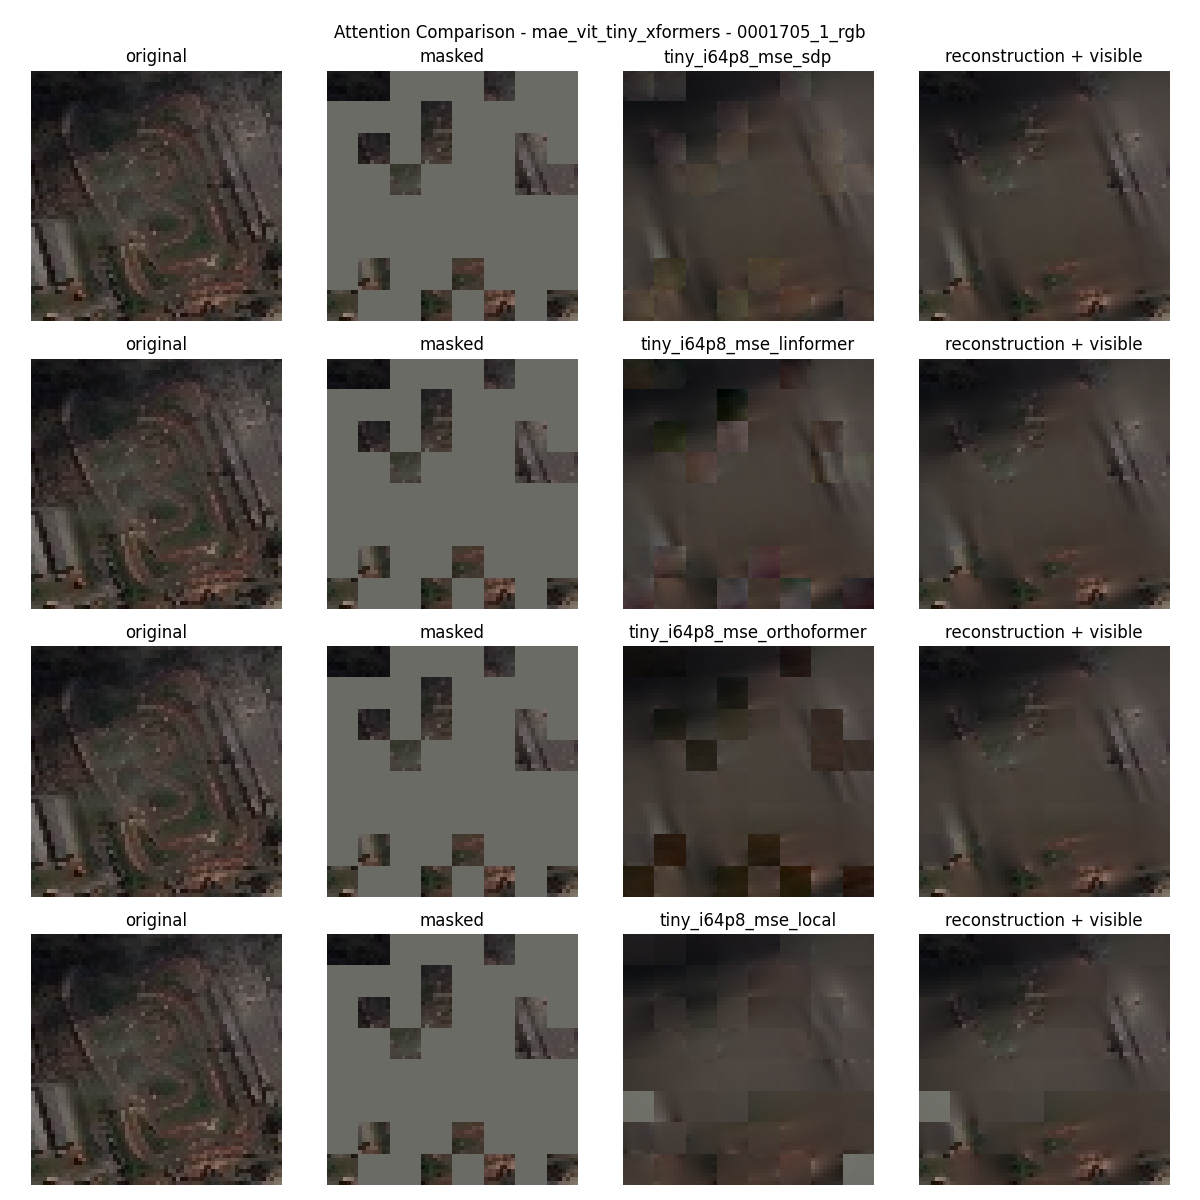 Attention Comparison - mae_vit_tiny_xformers - 0001705_1_rgb
original masked tiny_i64p8_mse_sdp reconstruction + visible
original masked tiny_i64p8_mse_linformer reconstruction + visible
original masked tiny_i64p8_mse_orthoformer reconstruction + visible
original masked tiny_i64p8_mse_local reconstruction + visible